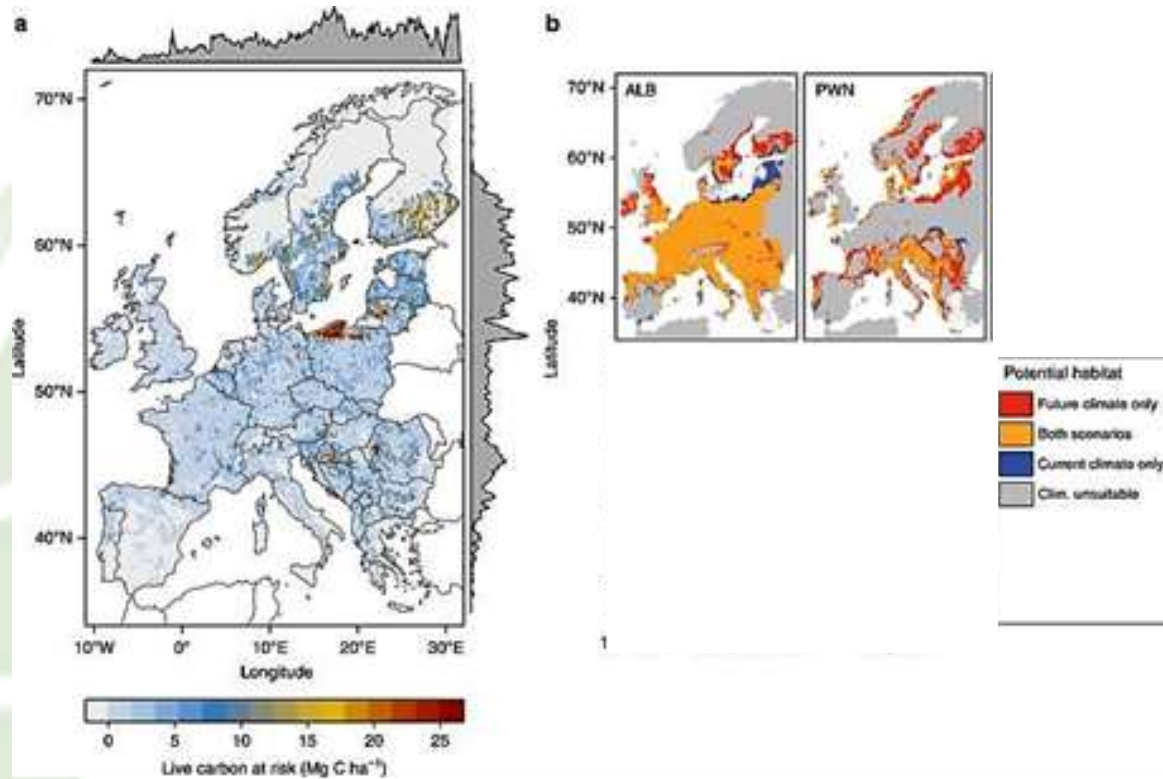 a
70°N
60°N
50°N
40°N
Latitude
10°W 0° 10°E 20°E 30°E
Longitude
0 5 10 15 20 25
Live carbon at risk (Mg C ha⁻¹)
b
ALB PWN
70°N
60°N
50°N
40°N
Latitude
1
Potential habitat
Future climate only
Both scenarios
Current climate only
Clim. unsuitable